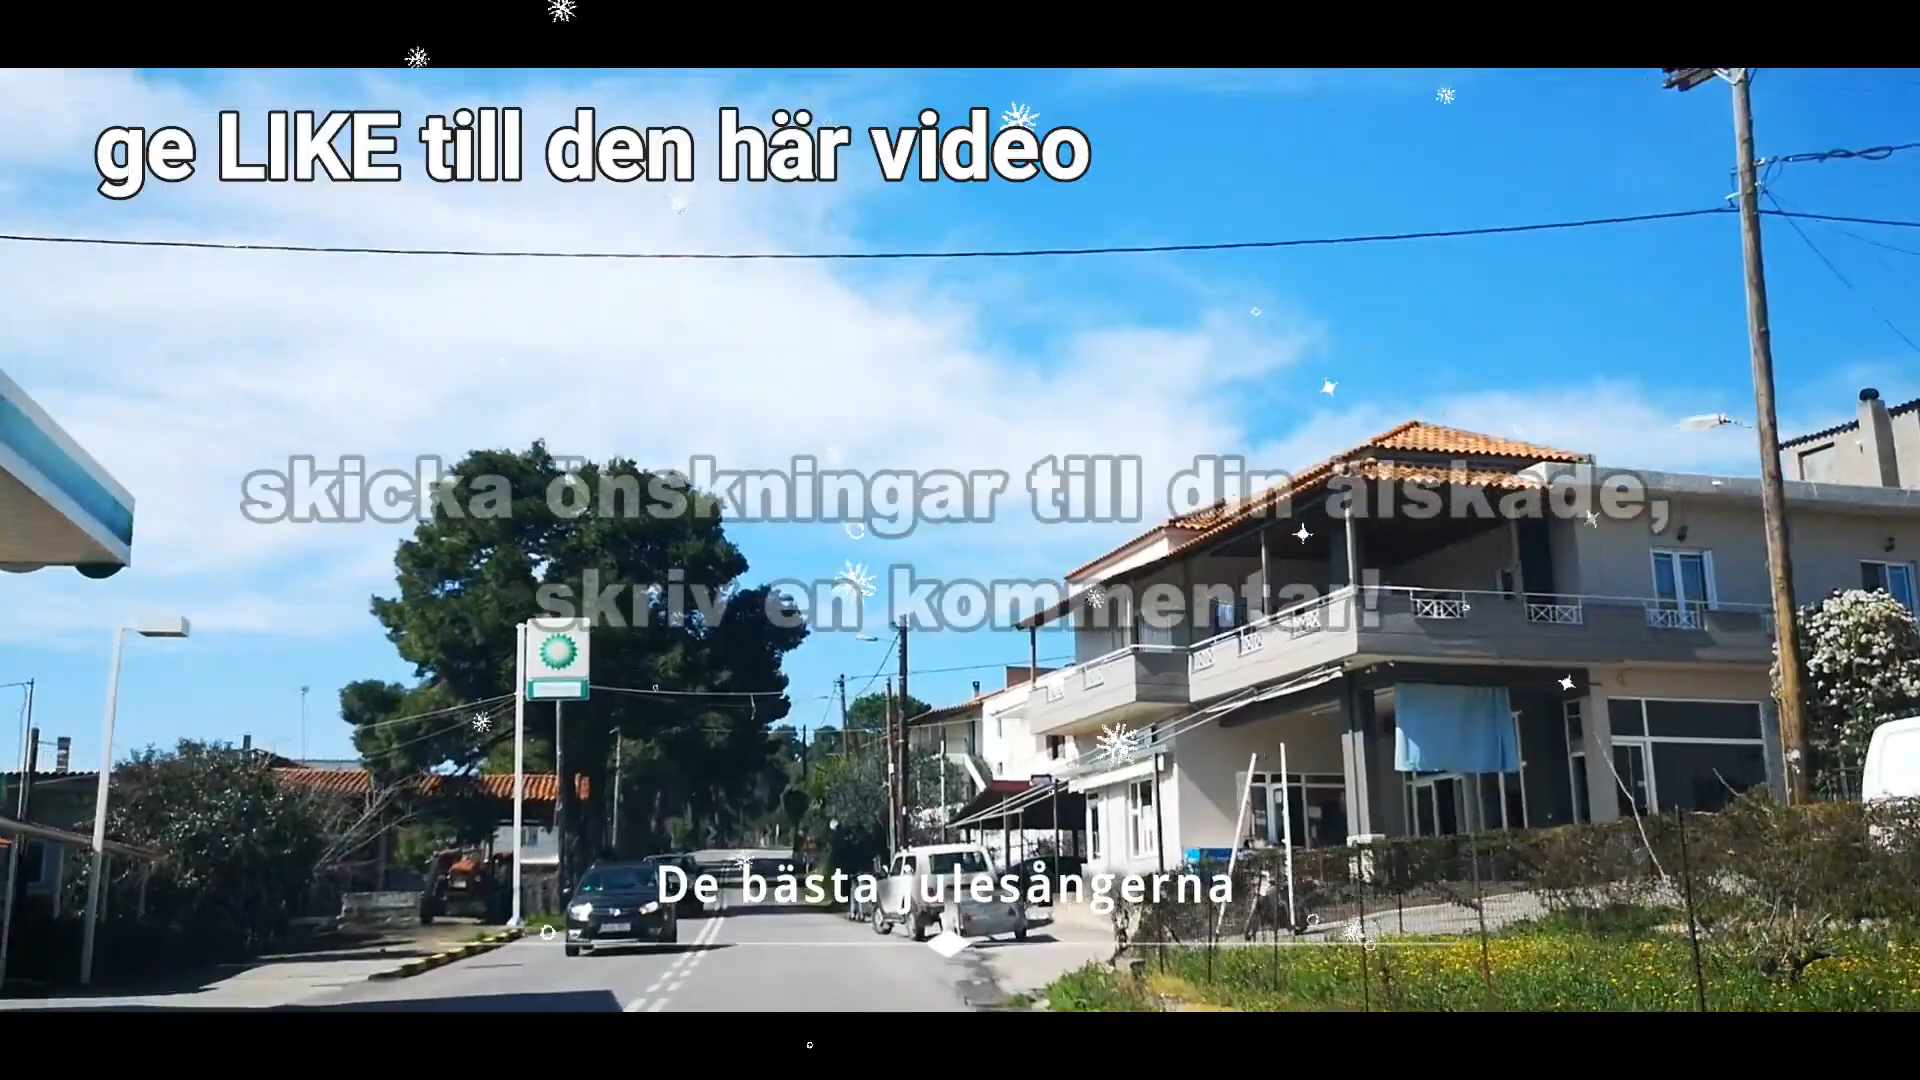 ge LIKE till den här video
skicka önskningar till din älskade,
skriv en kommentar!
De bästa julesångerna